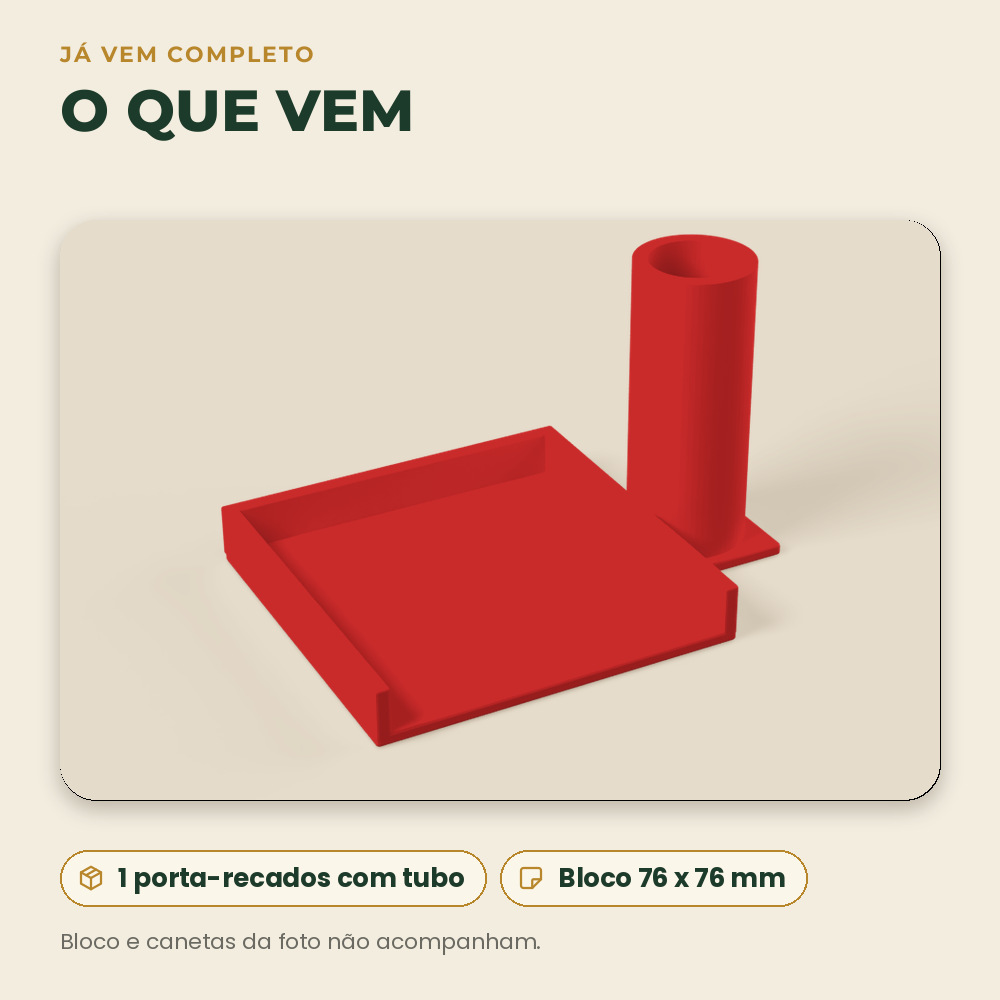 JÁ VEM COMPLETO
O QUE VEM
1 porta-recados com tubo
Bloco 76 x 76 mm
Bloco e canetas da foto não acompanham.